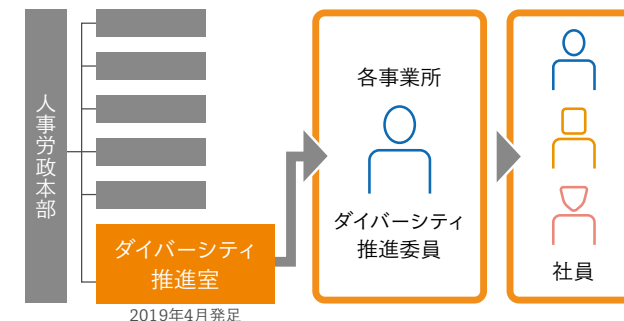 人事労政本部
ダイバーシティ
推進室
2019年4月発足
各事業所
ダイバーシティ
推進委員
社員